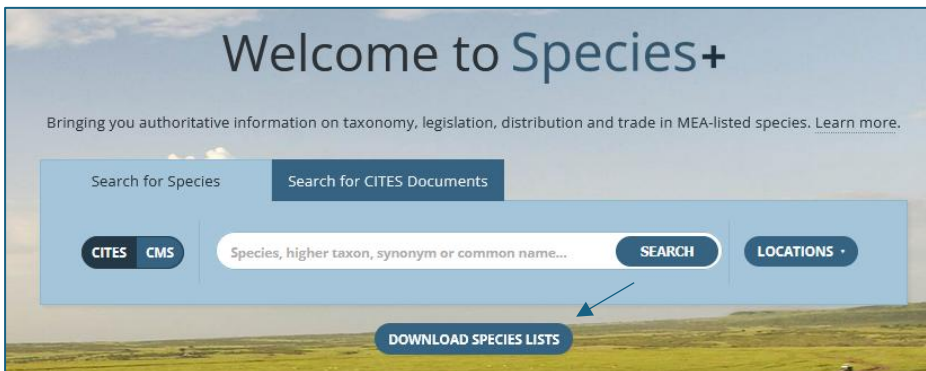 Welcome to Species+
Bringing you authoritative information on taxonomy, legislation, distribution and trade in MEA-listed species. Learn more.
Search for Species
Search for CITES Documents
CITES CMS
Species, higher taxon, synonym or common name...
SEARCH
LOCATIONS
DOWNLOAD SPECIES LISTS